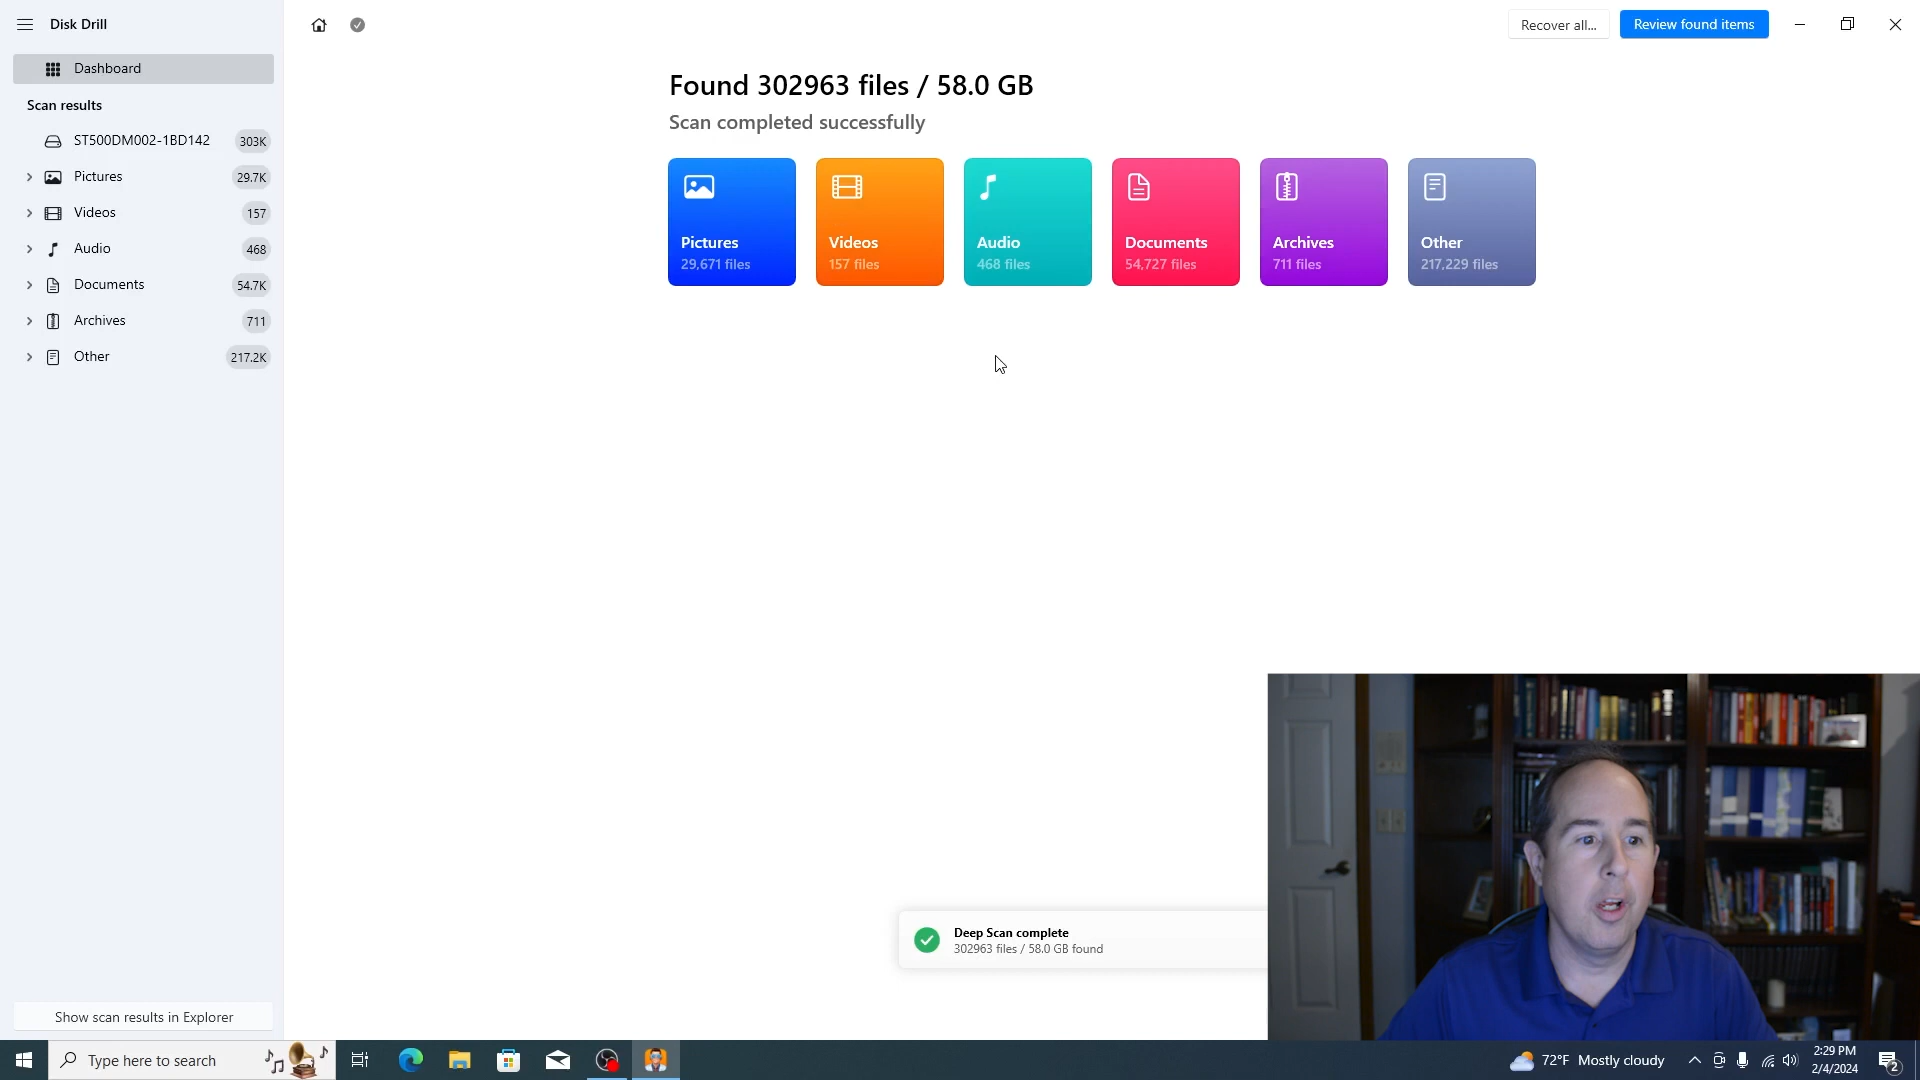 Disk Drill
Recover all...
Review found items
Dashboard
Scan results
ST500DM002-1BD142 303K
Pictures 29.7K
Videos 157
Audio 468
Documents 54.7K
Archives 711
Other 217.2K
Found 302963 files / 58.0 GB
Scan completed successfully
Pictures
29,671 files
Videos
157 files
Audio
468 files
Documents
54,727 files
Archives
711 files
Other
217,229 files
Deep Scan complete
302963 files / 58.0 GB found
Show scan results in Explorer
Type here to search
72°F Mostly cloudy
2:29 PM
2/4/2024
2